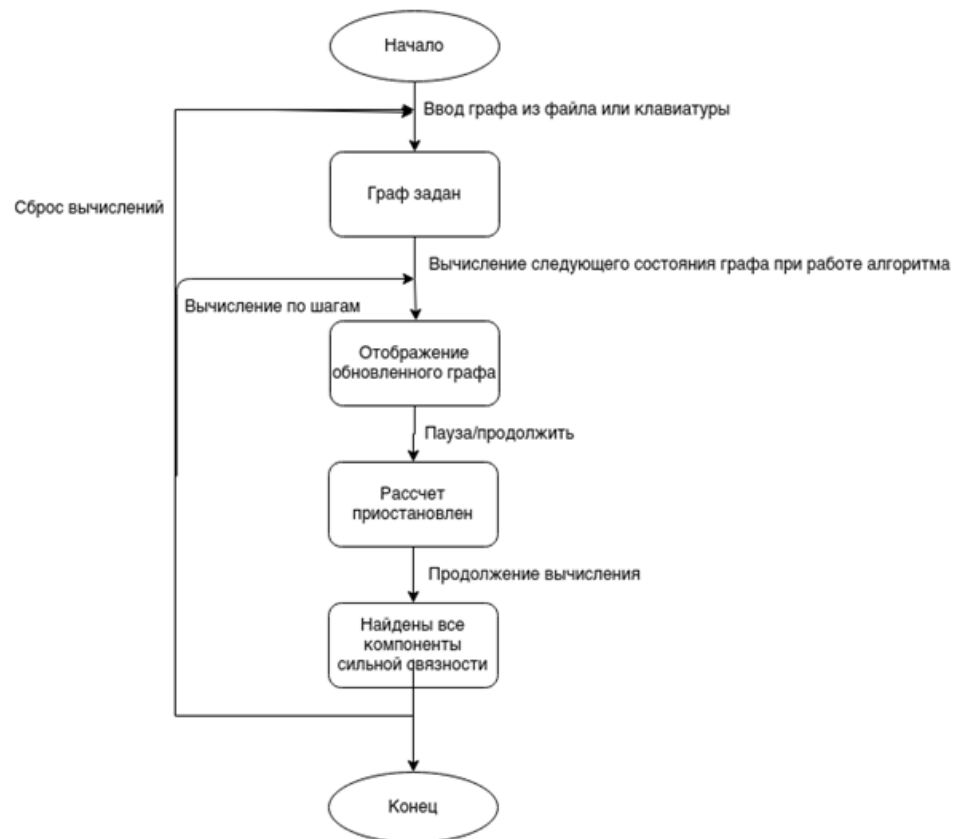 Начало
Ввод графа из файла или клавиатуры
Граф задан
Сброс вычислений
Вычисление следующего состояния графа при работе алгоритма
Вычисление по шагам
Отображение
обновленного графа
Пауза/продолжить
Рассчет
приостановлен
Продолжение вычисления
Найдены все
компоненты
сильной связности
Конец